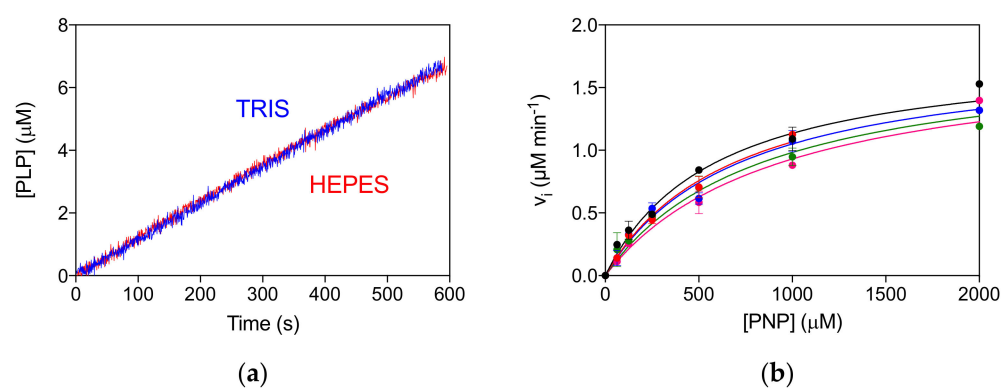 8
6
4
2
0
[PLP] (μM)
TRIS
HEPES
0 100 200 300 400 500 600
Time (s)
(a)
2.0
1.5
1.0
0.5
0.0
vi (μM min-1)
0 500 1000 1500 2000
[PNP] (μM)
(b)